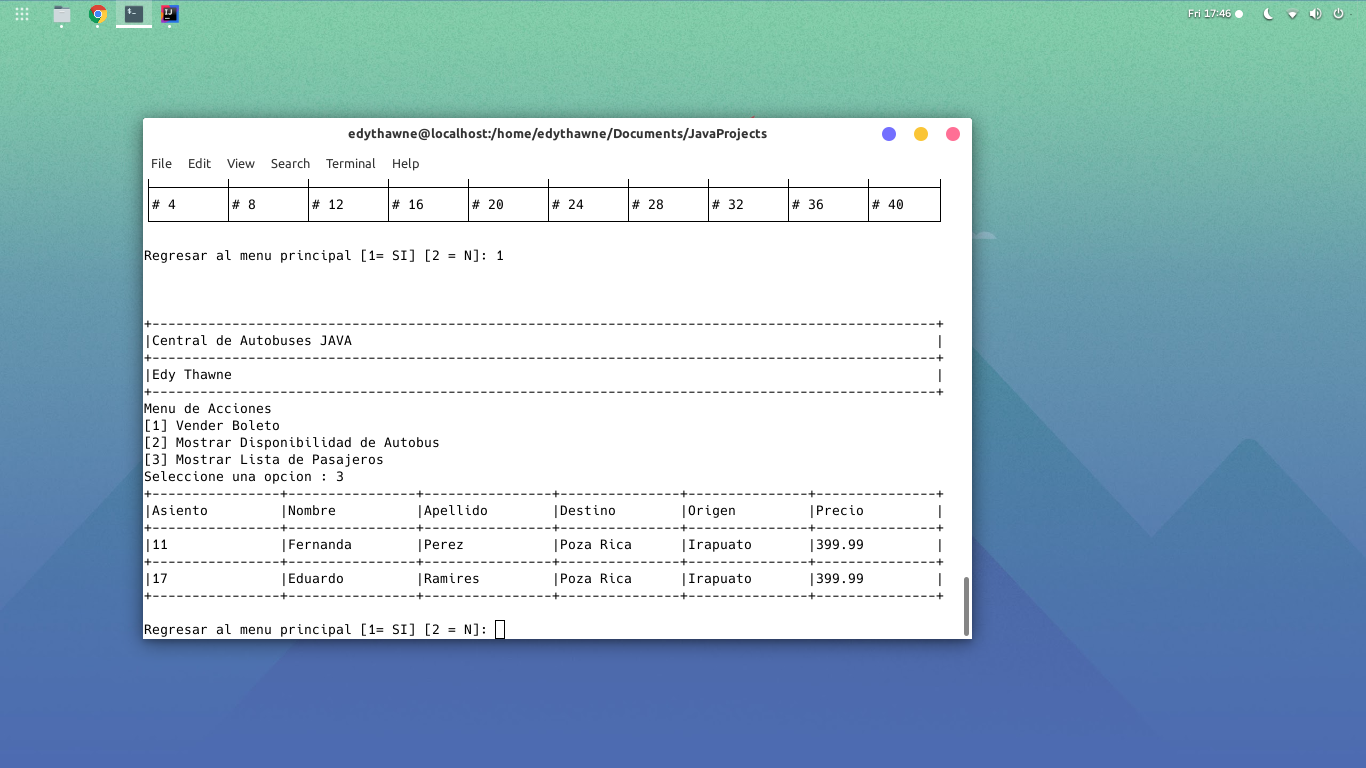 Fri 17:46
edythawne@localhost:/home/edythawne/Documents/JavaProjects
File Edit View Search Terminal Help
# 4 # 8 # 12 # 16 # 20 # 24 # 28 # 32 # 36 # 40
Regresar al menu principal [1= SI] [2 = N]: 1
+--------------------------------------------------------------------------------------------------+
|Central de Autobuses JAVA |
+--------------------------------------------------------------------------------------------------+
|Edy Thawne |
+--------------------------------------------------------------------------------------------------+
Menu de Acciones
[1] Vender Boleto
[2] Mostrar Disponibilidad de Autobus
[3] Mostrar Lista de Pasajeros
Seleccione una opcion : 3
+----------------+----------------+----------------+---------------+---------------+---------------+
|Asiento |Nombre |Apellido |Destino |Origen |Precio |
+----------------+----------------+----------------+---------------+---------------+---------------+
|11 |Fernanda |Perez |Poza Rica |Irapuato |399.99 |
+----------------+----------------+----------------+---------------+---------------+---------------+
|17 |Eduardo |Ramires |Poza Rica |Irapuato |399.99 |
+----------------+----------------+----------------+---------------+---------------+---------------+
Regresar al menu principal [1= SI] [2 = N]: